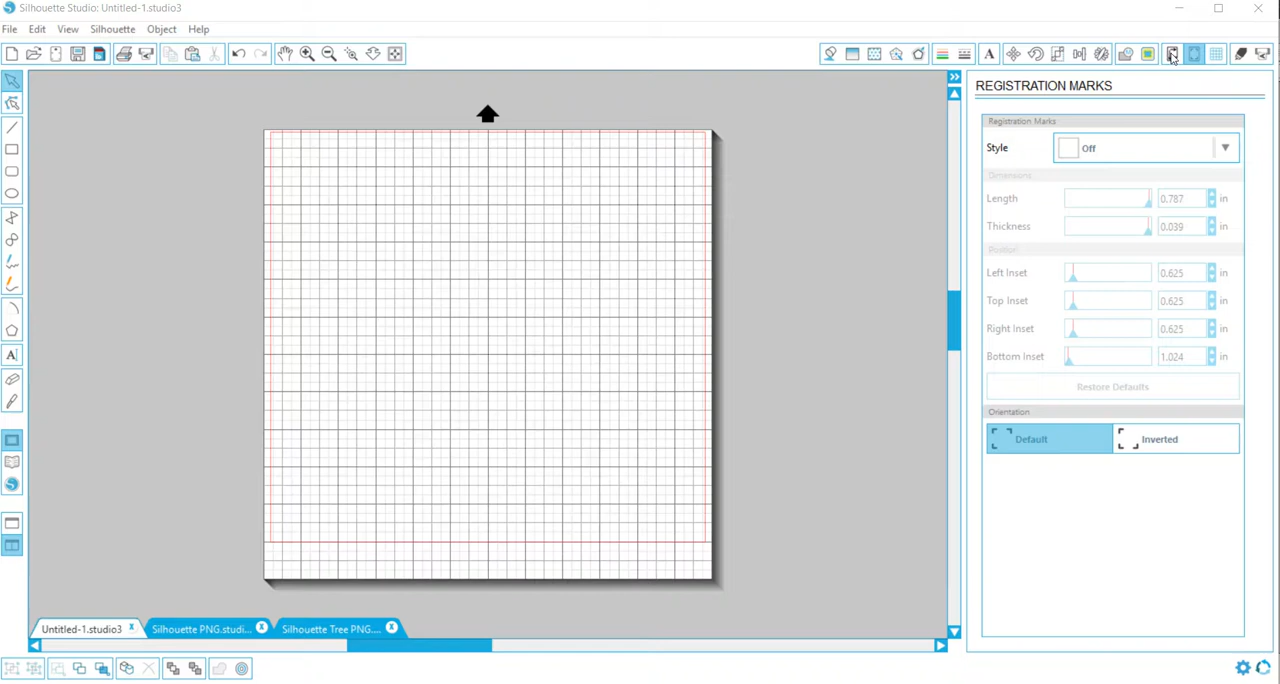 Silhouette Studio: Untitled-1.studio3
File Edit View Silhouette Object Help
A
REGISTRATION MARKS
Registration Marks
Style Off
Dimensions
Length 0.787 in
Thickness 0.039 in
Position
Left Inset 0.625 in
Top Inset 0.625 in
Right Inset 0.625 in
Bottom Inset 1.024 in
Restore Defaults
Orientation
Default Inverted
A
Untitled-1.studio3 x Silhouette PNG.studi... x Silhouette Tree PNG.... x